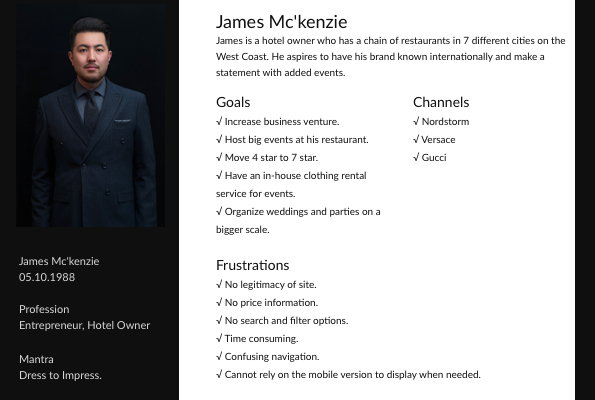 James Mc'kenzie
James is a hotel owner who has a chain of restaurants in 7 different cities on the
West Coast. He aspires to have his brand known internationally and make a
statement with added events.
Goals
√ Increase business venture.
√ Host big events at his restaurant.
√ Move 4 star to 7 star.
√ Have an in-house clothing rental
service for events.
√ Organize weddings and parties on a
bigger scale.
Channels
√ Nordstorm
√ Versace
√ Gucci
Frustrations
√ No legitimacy of site.
√ No price information.
√ No search and filter options.
√ Time consuming.
√ Confusing navigation.
√ Cannot rely on the mobile version to display when needed.
James Mc'kenzie
05.10.1988
Profession
Entrepreneur, Hotel Owner
Mantra
Dress to Impress.